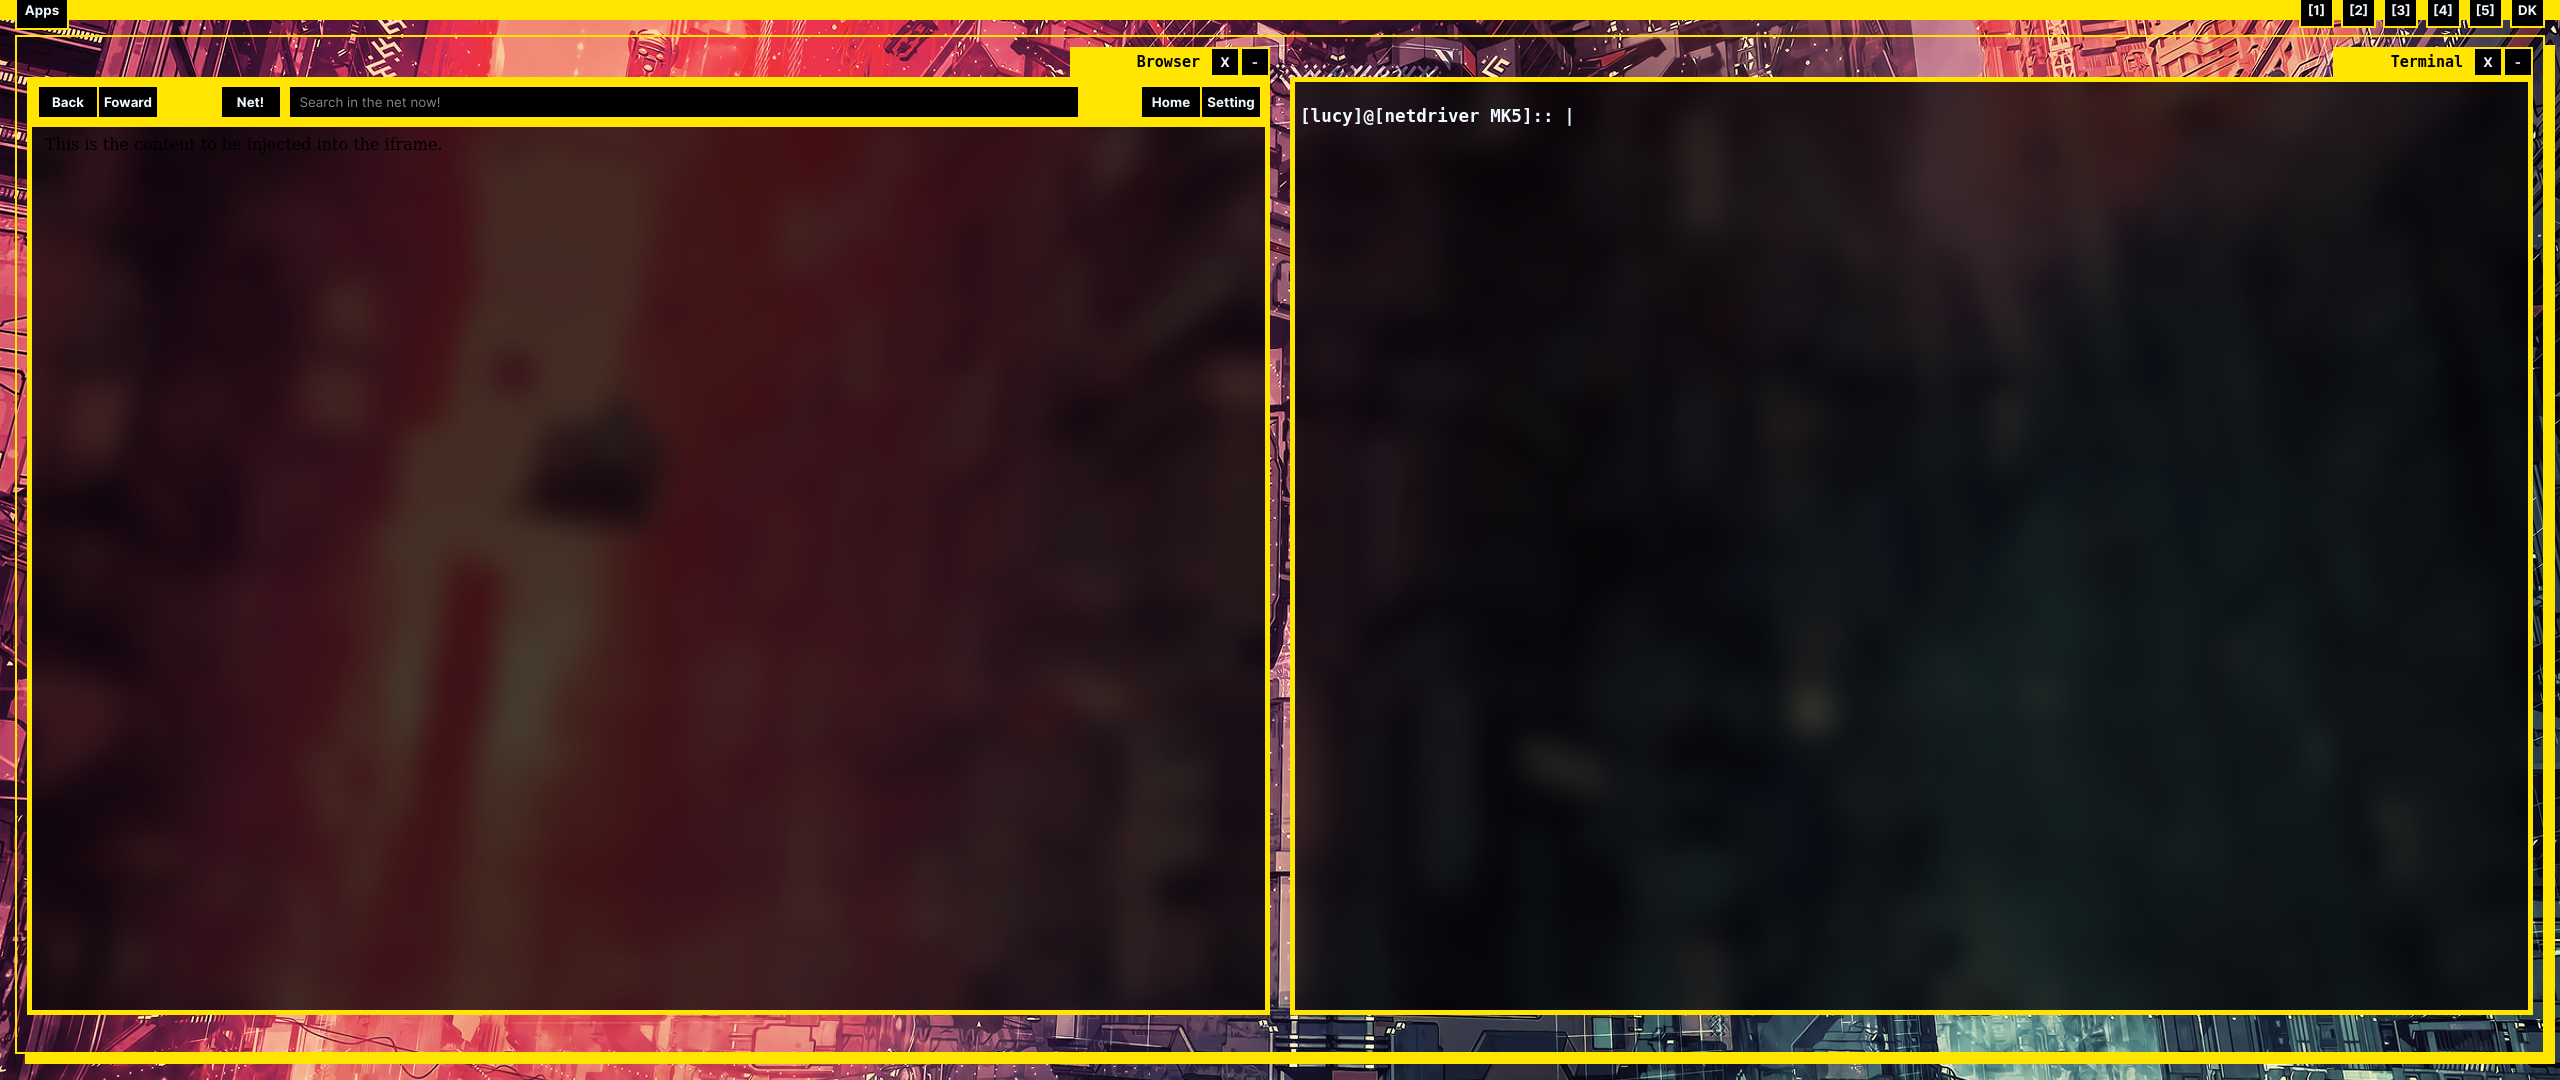 Apps
[1] [2] [3] [4] [5] DK
Browser X -
Back Foward Net! Search in the net now! Home Setting
This is the content to be injected into the iframe.
Terminal X -
[lucy]@[netdriver MK5]:: |